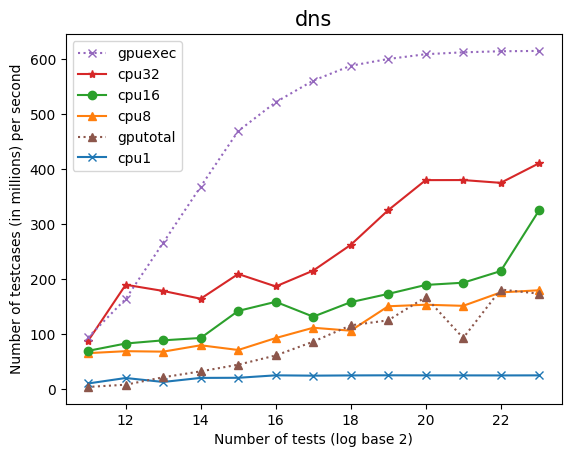 dns
gpuexec
cpu32
cpu16
cpu8
gputotal
cpu1
Number of testcases (in millions) per second
600
500
400
300
200
100
0
12 14 16 18 20 22
Number of tests (log base 2)